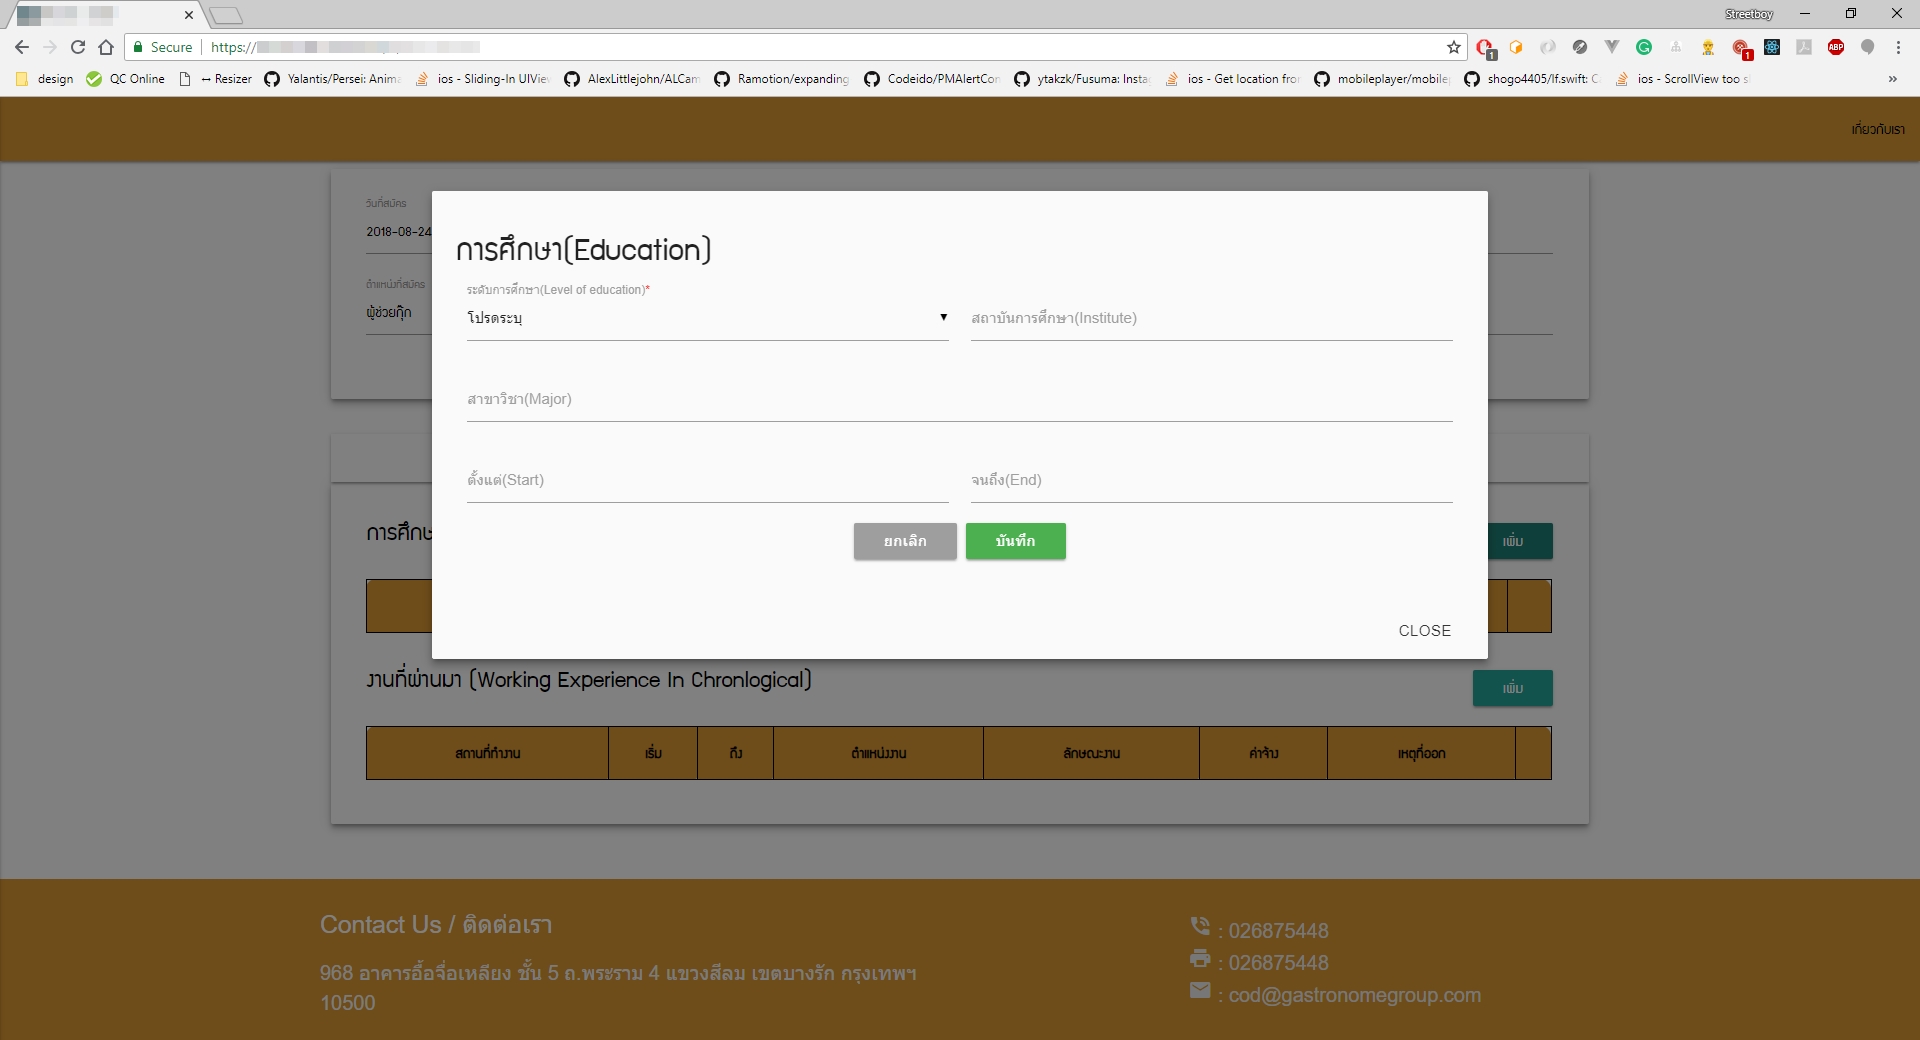 Streetboy
Secure https://
design QC Online ↔ Resizer Yalantis/Persei: Anima ios - Sliding-In UIView AlexLittlejohn/ALCam Ramotion/expanding Codeido/PMAlertCon ytakzk/Fusuma: Insta ios - Get location from mobileplayer/mobilep shogo4405/lf.swift: C ios - ScrollView too s »
เกี่ยวกับเรา
วันที่สมัคร
2018-08-24
ตำแหน่งที่สมัคร
ผู้ช่วยกุ๊ก
การศึกษา(Education)
ระดับการศึกษา(Level of education)*
โปรดระบุ
สถาบันการศึกษา(Institute)
สาขาวิชา(Major)
ตั้งแต่(Start)
จนถึง(End)
ยกเลิก บันทึก
CLOSE
การศึกษ
เพิ่ม
งานที่ผ่านมา (Working Experience In Chronlogical)
เพิ่ม
สถานที่ทำงาน เริ่ม ถึง ตำแหน่งงาน ลักษณะงาน ค่าจ้าง เหตุที่ออก
Contact Us / ติดต่อเรา
968 อาคารอื้อจื่อเหลียง ชั้น 5 ถ.พระราม 4 แขวงสีลม เขตบางรัก กรุงเทพฯ
10500
: 026875448
: 026875448
: cod@gastronomegroup.com